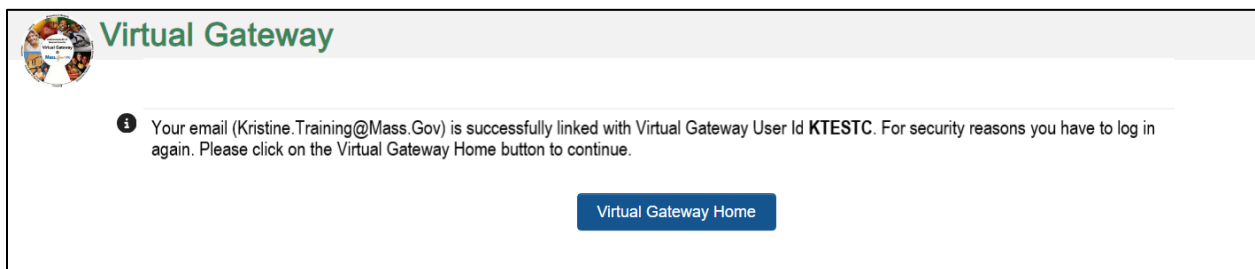 Virtual Gateway
Virtual Gateway
Your email (Kristine.Training@Mass.Gov) is successfully linked with Virtual Gateway User Id KTESTC. For security reasons you have to log in
again. Please click on the Virtual Gateway Home button to continue.
Virtual Gateway Home